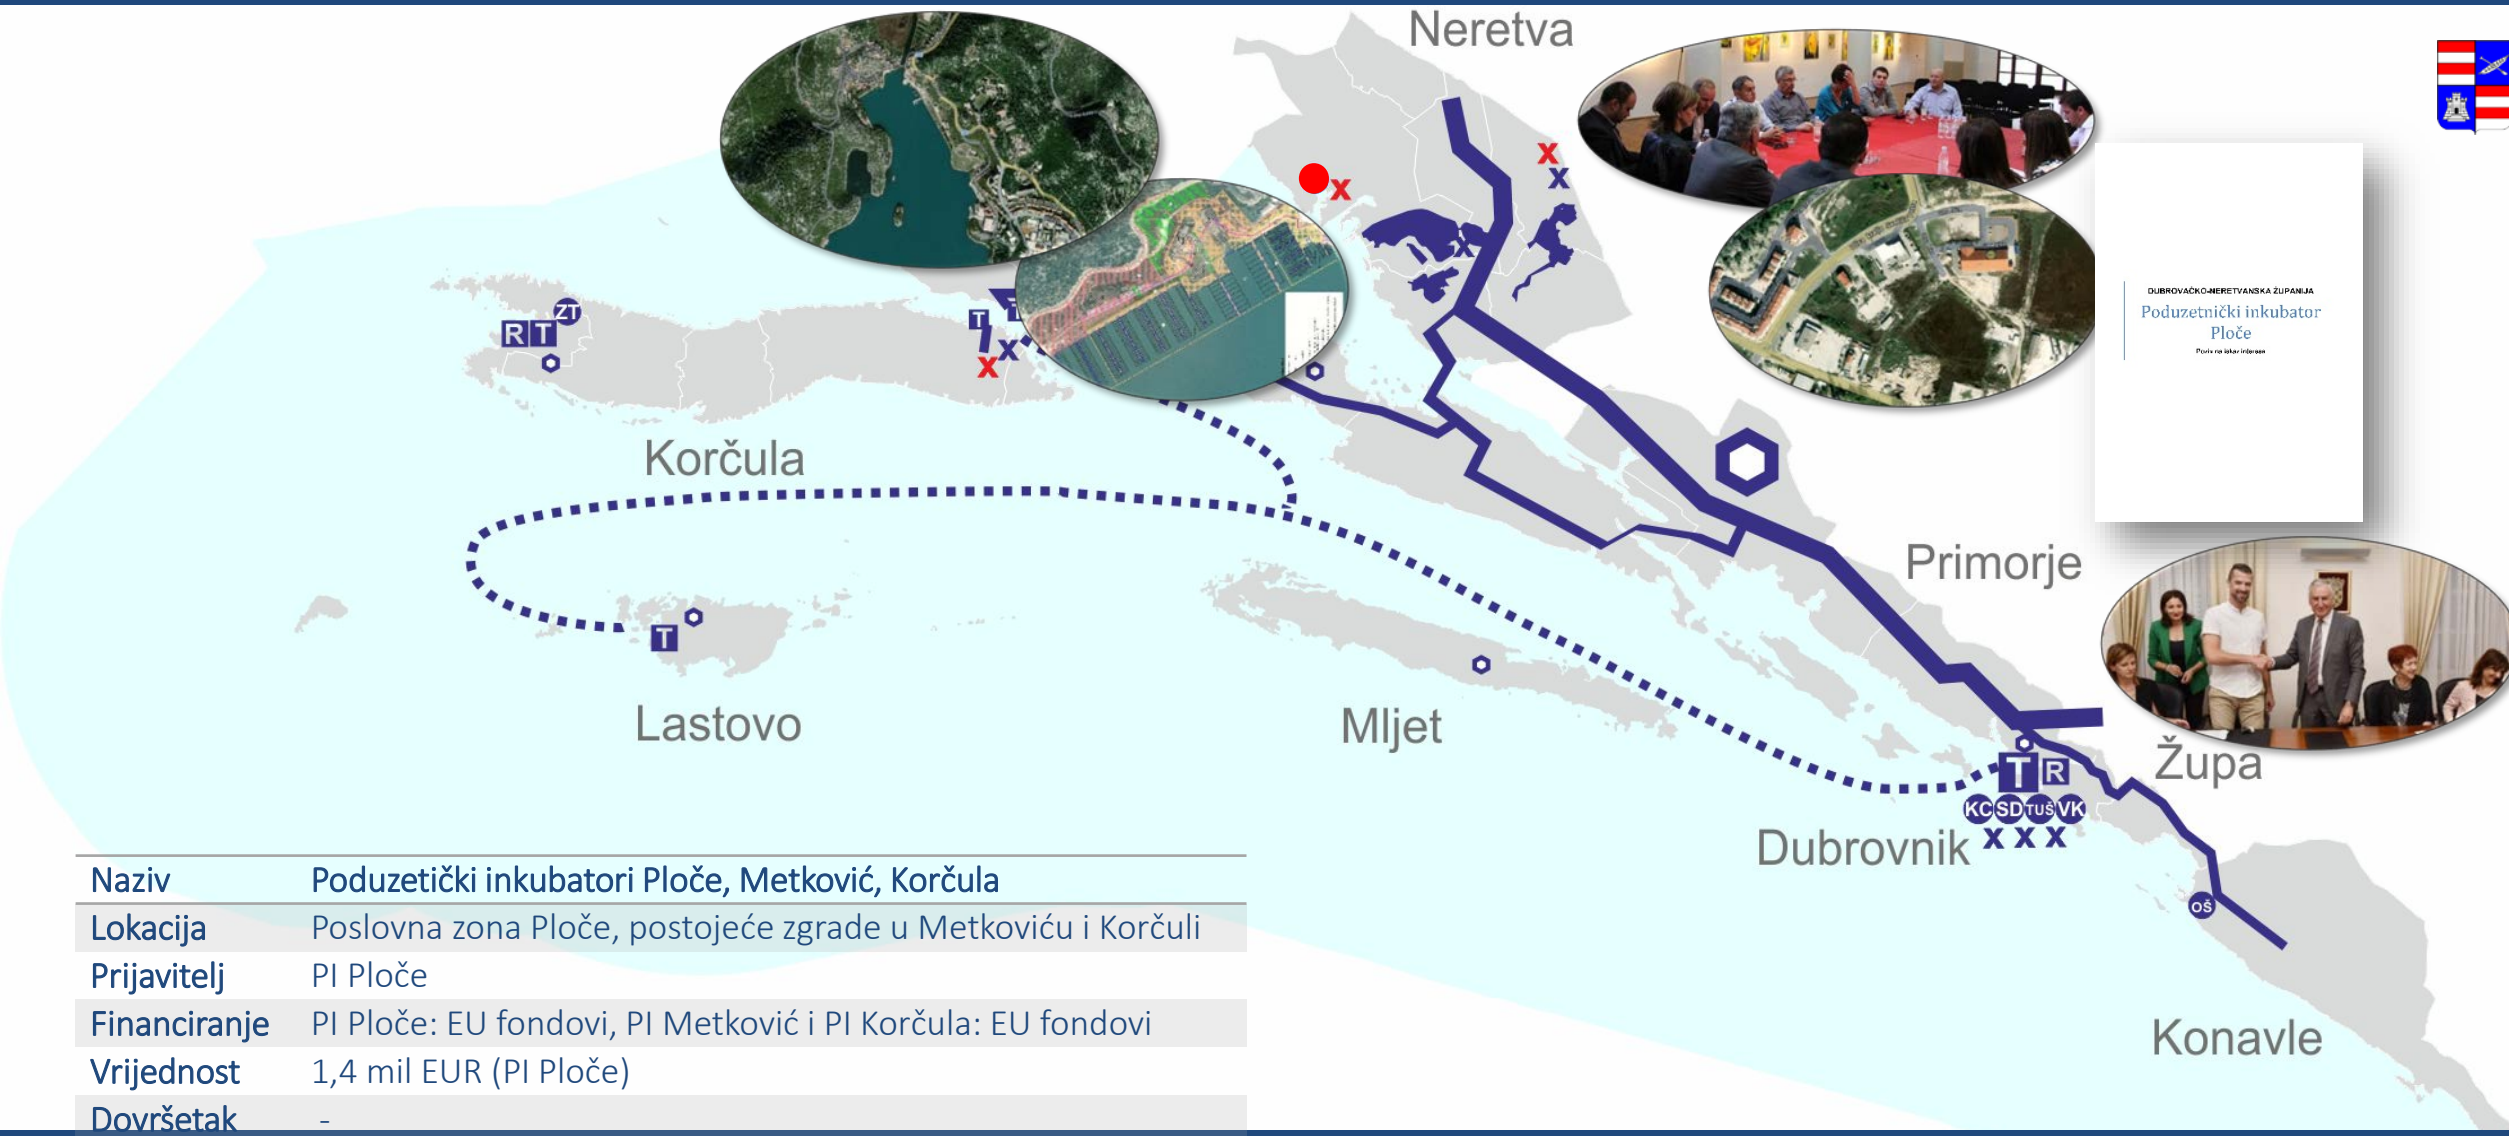 Neretva
X
X
X
DUBROVAČKO-NERETVANSKA ŽUPANIJA
Poduzetnički inkubator
Ploče
X
ZT
R T
T
X
X
Korčula
Primorje
T
Lastovo
Mljet
Župa
T R
KC SD TUŠ VK
Dubrovnik X X X
OŠ
Konavle
Naziv Poduzetički inkubatori Ploče, Metković, Korčula
Lokacija Poslovna zona Ploče, postojeće zgrade u Metkoviću i Korčuli
Prijavitelj PI Ploče
Financiranje PI Ploče: EU fondovi, PI Metković i PI Korčula: EU fondovi
Vrijednost 1,4 mil EUR (PI Ploče)
Dovršetak -